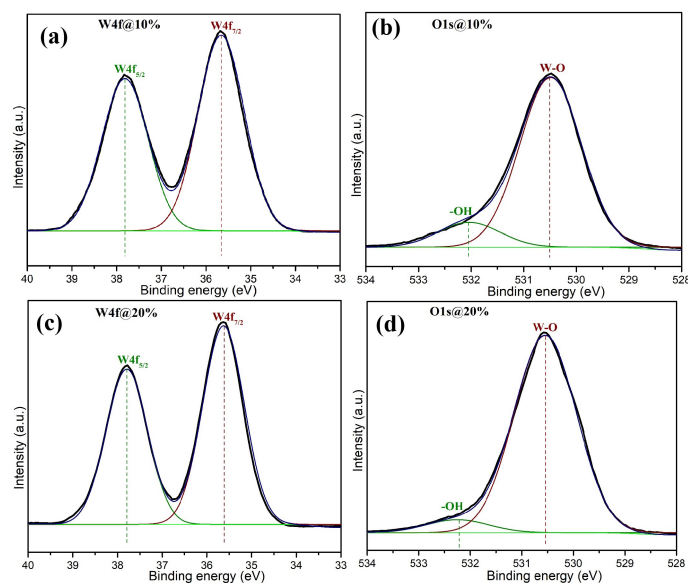 (a)
W4f@10%
W4f7/2
W4f5/2
Intensity (a.u.)
40 39 38 37 36 35 34 33
Binding energy (eV)
(b)
O1s@10%
W-O
-OH
Intensity (a.u.)
534 533 532 531 530 529 528
Binding energy (eV)
(c)
W4f@20%
W4f7/2
W4f5/2
Intensity (a.u.)
40 39 38 37 36 35 34 33
Binding energy (eV)
O1s@20%
(d)
W-O
-OH
Intensity (a.u.)
534 533 532 531 530 529 528
Binding energy (eV)